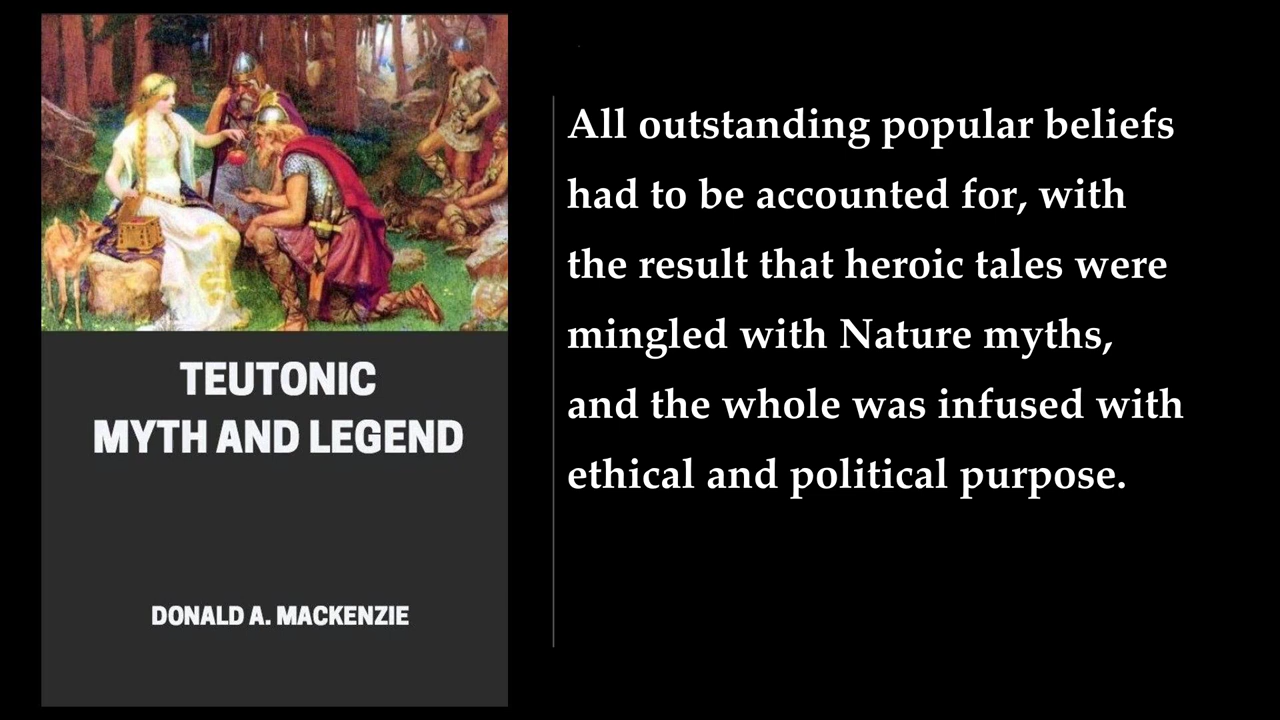 TEUTONIC
MYTH AND LEGEND
DONALD A. MACKENZIE
All outstanding popular beliefs
had to be accounted for, with
the result that heroic tales were
mingled with Nature myths,
and the whole was infused with
ethical and political purpose.